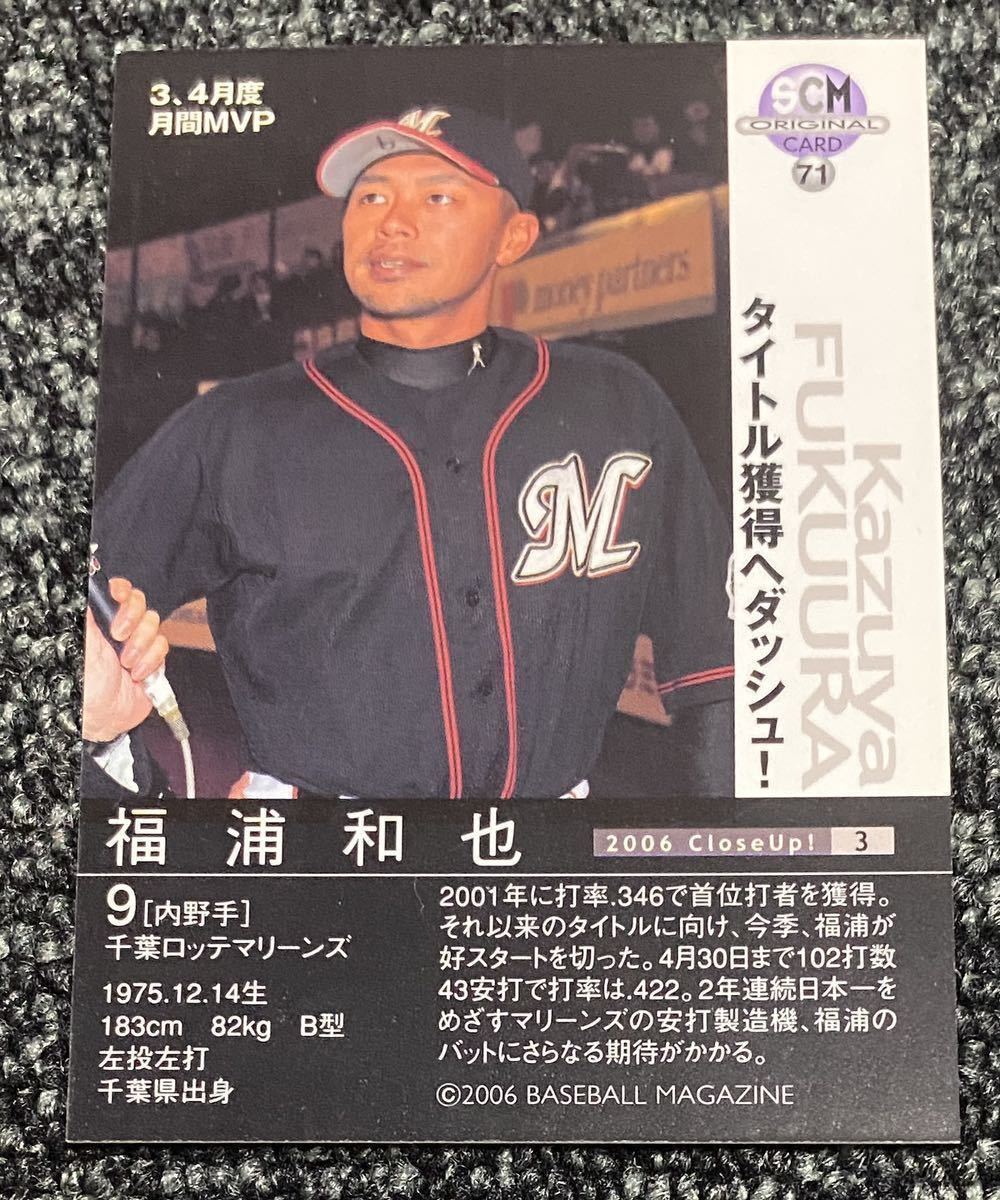 3、4月度
月間MVP
SCM
ORIGINAL
CARD
71
M
money partners
M
タイトル獲得へダッシュ!
Kazuya
FUKUURA
福浦和也
2006 CloseUp! 3
9[内野手]
千葉ロッテマリーンズ
1975.12.14生
183cm 82kg B型
左投左打
千葉県出身
2001年に打率.346で首位打者を獲得。
それ以来のタイトルに向け、今季、福浦が
好スタートを切った。4月30日まで102打数
43安打で打率は.422。2年連続日本一を
めざすマリーンズの安打製造機、福浦の
バットにさらなる期待がかかる。
©2006 BASEBALL MAGAZINE